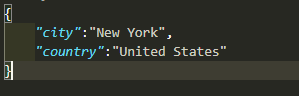 {
"city":"New York",
"country":"United States"
}